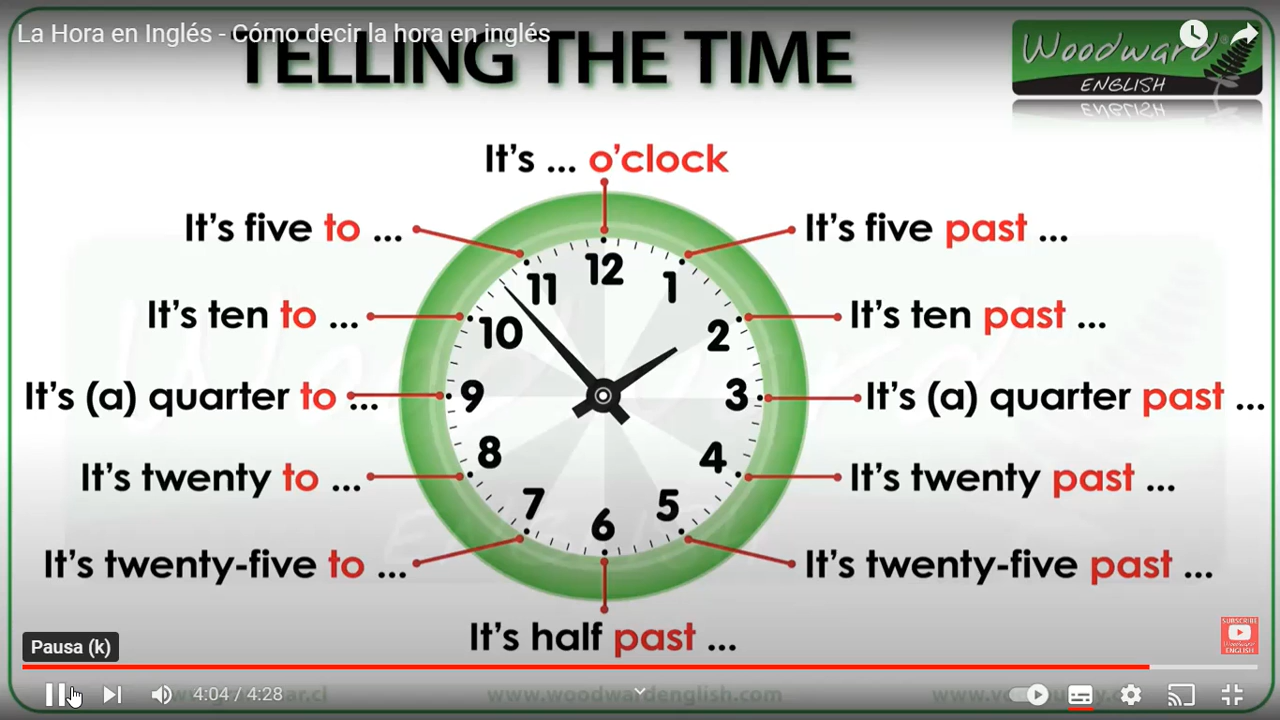 La Hora en Inglés - Cómo decir la hora en inglés
TELLING THE TIME
Woodward®
ENGLISH
It's ... o'clock
It's five to ...
It's five past ...
It's ten to ...
It's ten past ...
It's (a) quarter to ...
It's (a) quarter past ...
It's twenty to ...
It's twenty past ...
It's twenty-five to ...
It's twenty-five past ...
It's half past ...
12
1
2
3
4
5
6
7
8
9
10
11
SUBSCRIBE
Woodward
ENGLISH
Pausa (k)
4:04 / 4:28
www.woodwardenglish.com